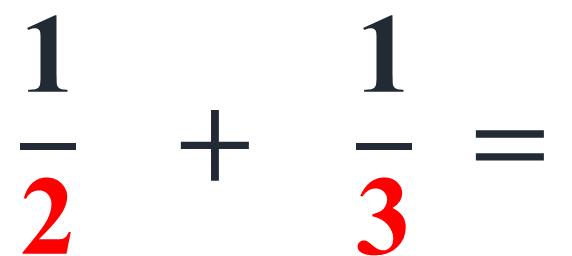 1/2 + 1/3 =